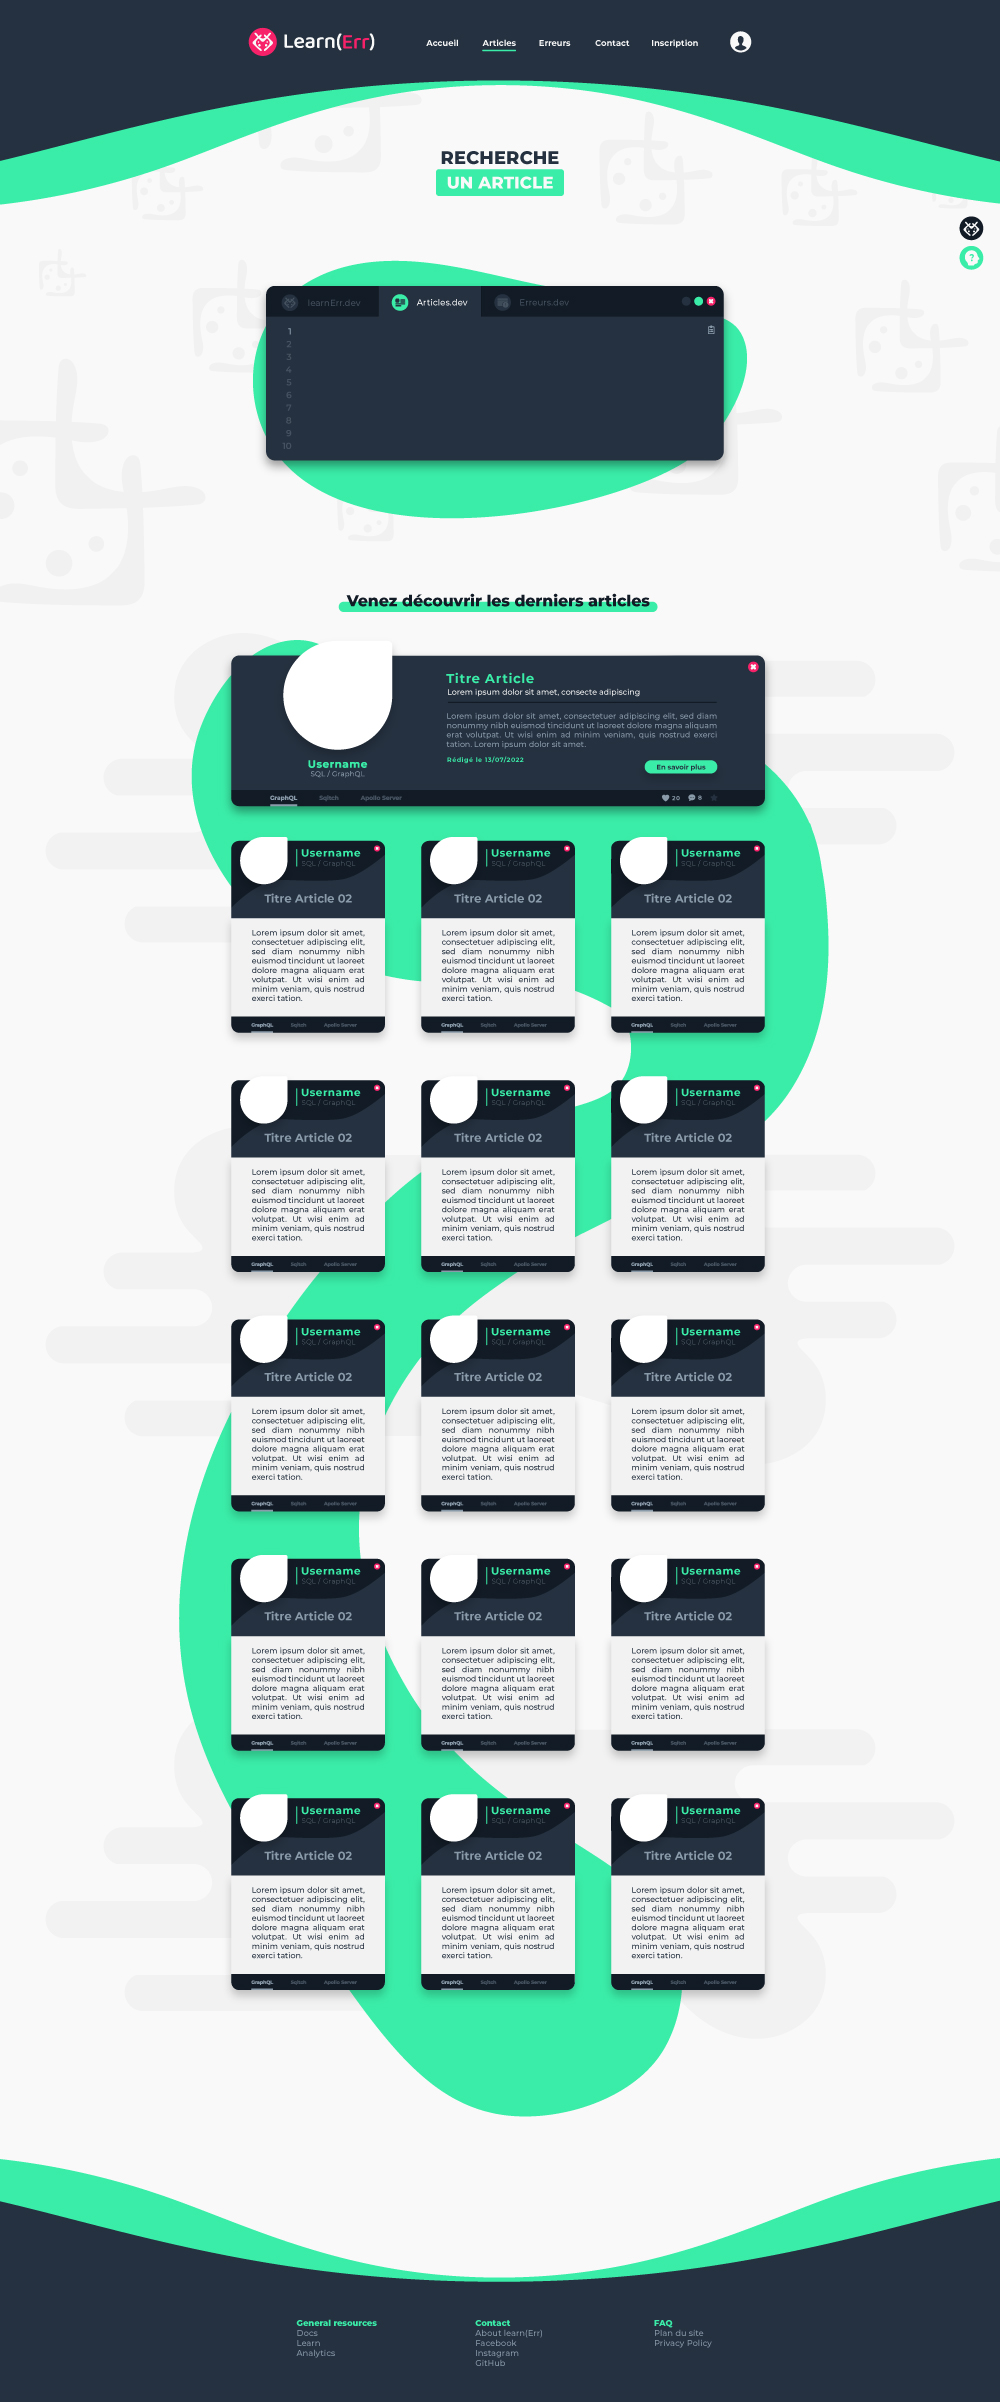 Learn(Err)
Accueil Articles Erreurs Contact Inscription
RECHERCHE
UN ARTICLE
learnErr.dev Articles.dev Erreurs.dev
1
2
3
4
5
6
7
8
9
10
Venez découvrir les derniers articles
Titre Article
Lorem ipsum dolor sit amet, consecte adipiscing
Lorem ipsum dolor sit amet, consectetuer adipiscing elit, sed diam
nonummy nibh euismod tincidunt ut laoreet dolore magna aliquam
erat volutpat. Ut wisi enim ad minim veniam, quis nostrud exerci
tation. Lorem ipsum dolor sit amet.
Rédigé le 13/07/2022
En savoir plus
Username
SQL / GraphQL
GraphQL Sqitch Apollo Server 20 8
Username Username Username
SQL / GraphQL SQL / GraphQL SQL / GraphQL
Titre Article 02 Titre Article 02 Titre Article 02
Lorem ipsum dolor sit amet, Lorem ipsum dolor sit amet, Lorem ipsum dolor sit amet,
consectetuer adipiscing elit, consectetuer adipiscing elit, consectetuer adipiscing elit,
sed diam nonummy nibh sed diam nonummy nibh sed diam nonummy nibh
euismod tincidunt ut laoreet euismod tincidunt ut laoreet euismod tincidunt ut laoreet
dolore magna aliquam erat dolore magna aliquam erat dolore magna aliquam erat
volutpat. Ut wisi enim ad volutpat. Ut wisi enim ad volutpat. Ut wisi enim ad
minim veniam, quis nostrud minim veniam, quis nostrud minim veniam, quis nostrud
exerci tation. exerci tation. exerci tation.
GraphQL Sqitch Apollo Server GraphQL Sqitch Apollo Server GraphQL Sqitch Apollo Server
Username Username Username
SQL / GraphQL SQL / GraphQL SQL / GraphQL
Titre Article 02 Titre Article 02 Titre Article 02
Lorem ipsum dolor sit amet, Lorem ipsum dolor sit amet, Lorem ipsum dolor sit amet,
consectetuer adipiscing elit, consectetuer adipiscing elit, consectetuer adipiscing elit,
sed diam nonummy nibh sed diam nonummy nibh sed diam nonummy nibh
euismod tincidunt ut laoreet euismod tincidunt ut laoreet euismod tincidunt ut laoreet
dolore magna aliquam erat dolore magna aliquam erat dolore magna aliquam erat
volutpat. Ut wisi enim ad volutpat. Ut wisi enim ad volutpat. Ut wisi enim ad
minim veniam, quis nostrud minim veniam, quis nostrud minim veniam, quis nostrud
exerci tation. exerci tation. exerci tation.
GraphQL Sqitch Apollo Server GraphQL Sqitch Apollo Server GraphQL Sqitch Apollo Server
Username Username Username
SQL / GraphQL SQL / GraphQL SQL / GraphQL
Titre Article 02 Titre Article 02 Titre Article 02
Lorem ipsum dolor sit amet, Lorem ipsum dolor sit amet, Lorem ipsum dolor sit amet,
consectetuer adipiscing elit, consectetuer adipiscing elit, consectetuer adipiscing elit,
sed diam nonummy nibh sed diam nonummy nibh sed diam nonummy nibh
euismod tincidunt ut laoreet euismod tincidunt ut laoreet euismod tincidunt ut laoreet
dolore magna aliquam erat dolore magna aliquam erat dolore magna aliquam erat
volutpat. Ut wisi enim ad volutpat. Ut wisi enim ad volutpat. Ut wisi enim ad
minim veniam, quis nostrud minim veniam, quis nostrud minim veniam, quis nostrud
exerci tation. exerci tation. exerci tation.
GraphQL Sqitch Apollo Server GraphQL Sqitch Apollo Server GraphQL Sqitch Apollo Server
Username Username Username
SQL / GraphQL SQL / GraphQL SQL / GraphQL
Titre Article 02 Titre Article 02 Titre Article 02
Lorem ipsum dolor sit amet, Lorem ipsum dolor sit amet, Lorem ipsum dolor sit amet,
consectetuer adipiscing elit, consectetuer adipiscing elit, consectetuer adipiscing elit,
sed diam nonummy nibh sed diam nonummy nibh sed diam nonummy nibh
euismod tincidunt ut laoreet euismod tincidunt ut laoreet euismod tincidunt ut laoreet
dolore magna aliquam erat dolore magna aliquam erat dolore magna aliquam erat
volutpat. Ut wisi enim ad volutpat. Ut wisi enim ad volutpat. Ut wisi enim ad
minim veniam, quis nostrud minim veniam, quis nostrud minim veniam, quis nostrud
exerci tation. exerci tation. exerci tation.
GraphQL Sqitch Apollo Server GraphQL Sqitch Apollo Server GraphQL Sqitch Apollo Server
Username Username Username
SQL / GraphQL SQL / GraphQL SQL / GraphQL
Titre Article 02 Titre Article 02 Titre Article 02
Lorem ipsum dolor sit amet, Lorem ipsum dolor sit amet, Lorem ipsum dolor sit amet,
consectetuer adipiscing elit, consectetuer adipiscing elit, consectetuer adipiscing elit,
sed diam nonummy nibh sed diam nonummy nibh sed diam nonummy nibh
euismod tincidunt ut laoreet euismod tincidunt ut laoreet euismod tincidunt ut laoreet
dolore magna aliquam erat dolore magna aliquam erat dolore magna aliquam erat
volutpat. Ut wisi enim ad volutpat. Ut wisi enim ad volutpat. Ut wisi enim ad
minim veniam, quis nostrud minim veniam, quis nostrud minim veniam, quis nostrud
exerci tation. exerci tation. exerci tation.
GraphQL Sqitch Apollo Server GraphQL Sqitch Apollo Server GraphQL Sqitch Apollo Server
General resources
Docs
Learn
Analytics
Contact
About learn(Err)
Facebook
Instagram
GitHub
FAQ
Plan du site
Privacy Policy